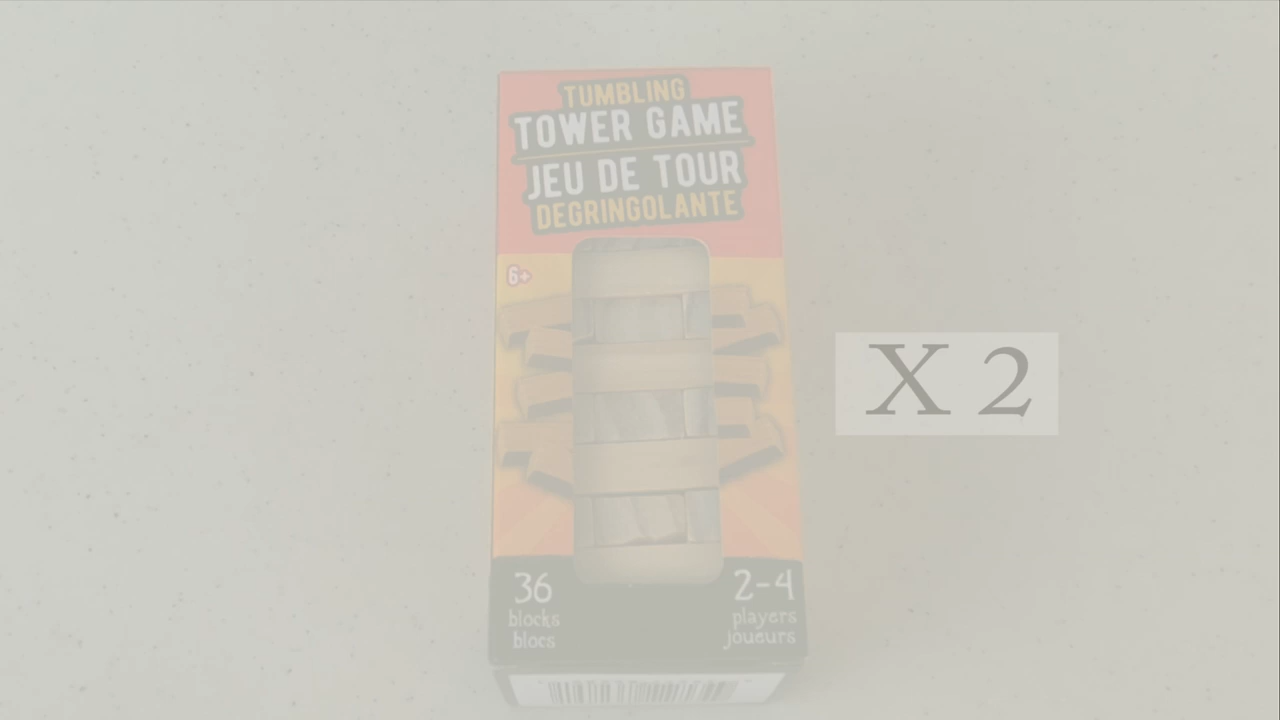 TUMBLING
TOWER GAME
JEU DE TOUR
DEGRINGOLANTE
6+
X 2
36
blocks
blocs
2-4
players
joueurs